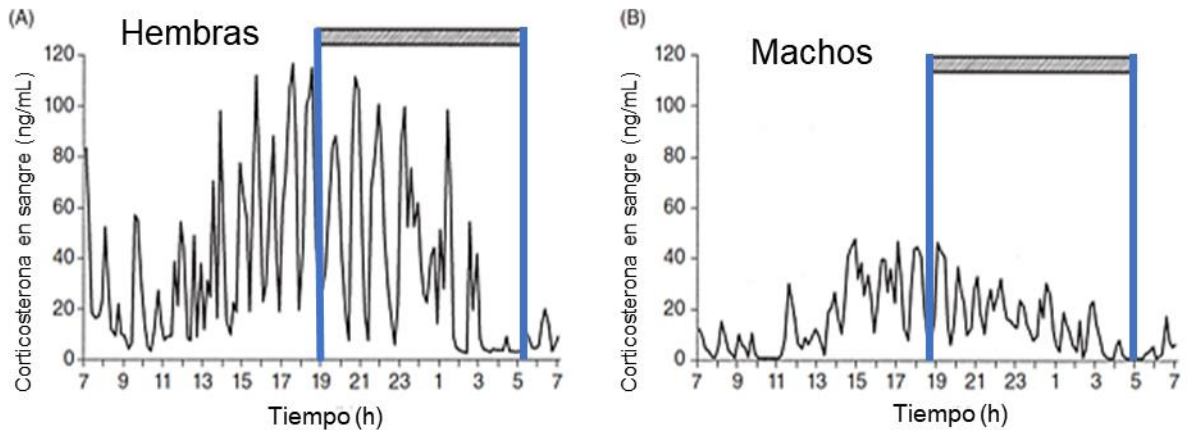 (A)
Hembras
Corticosterona en sangre (ng/mL)
120
100
80
60
40
20
0
7 9 11 13 15 17 19 21 23 1 3 5 7
Tiempo (h)
(B)
Machos
Corticosterona en sangre (ng/mL)
120
100
80
60
40
20
0
7 9 11 13 15 17 19 21 23 1 3 5 7
Tiempo (h)